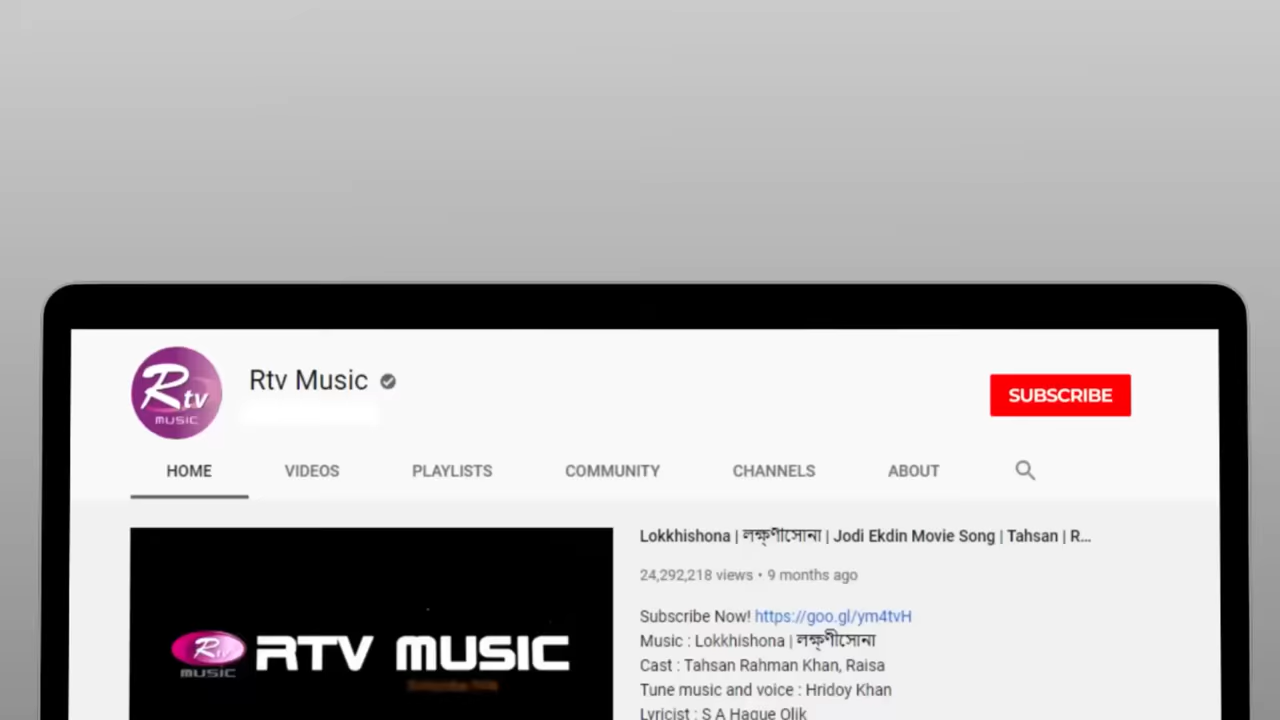 Rtv
MUSIC
Rtv Music
SUBSCRIBE
HOME VIDEOS PLAYLISTS COMMUNITY CHANNELS ABOUT
Lokkhishona | লক্ষ্ণীসোনা | Jodi Ekdin Movie Song | Tahsan | R...
24,292,218 views • 9 months ago
Subscribe Now! https://goo.gl/ym4tvH
Music : Lokkhishona | লক্ষ্ণীসোনা
Cast : Tahsan Rahman Khan, Raisa
Tune music and voice : Hridoy Khan
Lyricist : S A Haque Olik
Rtv
MUSIC
RTV MUSIC